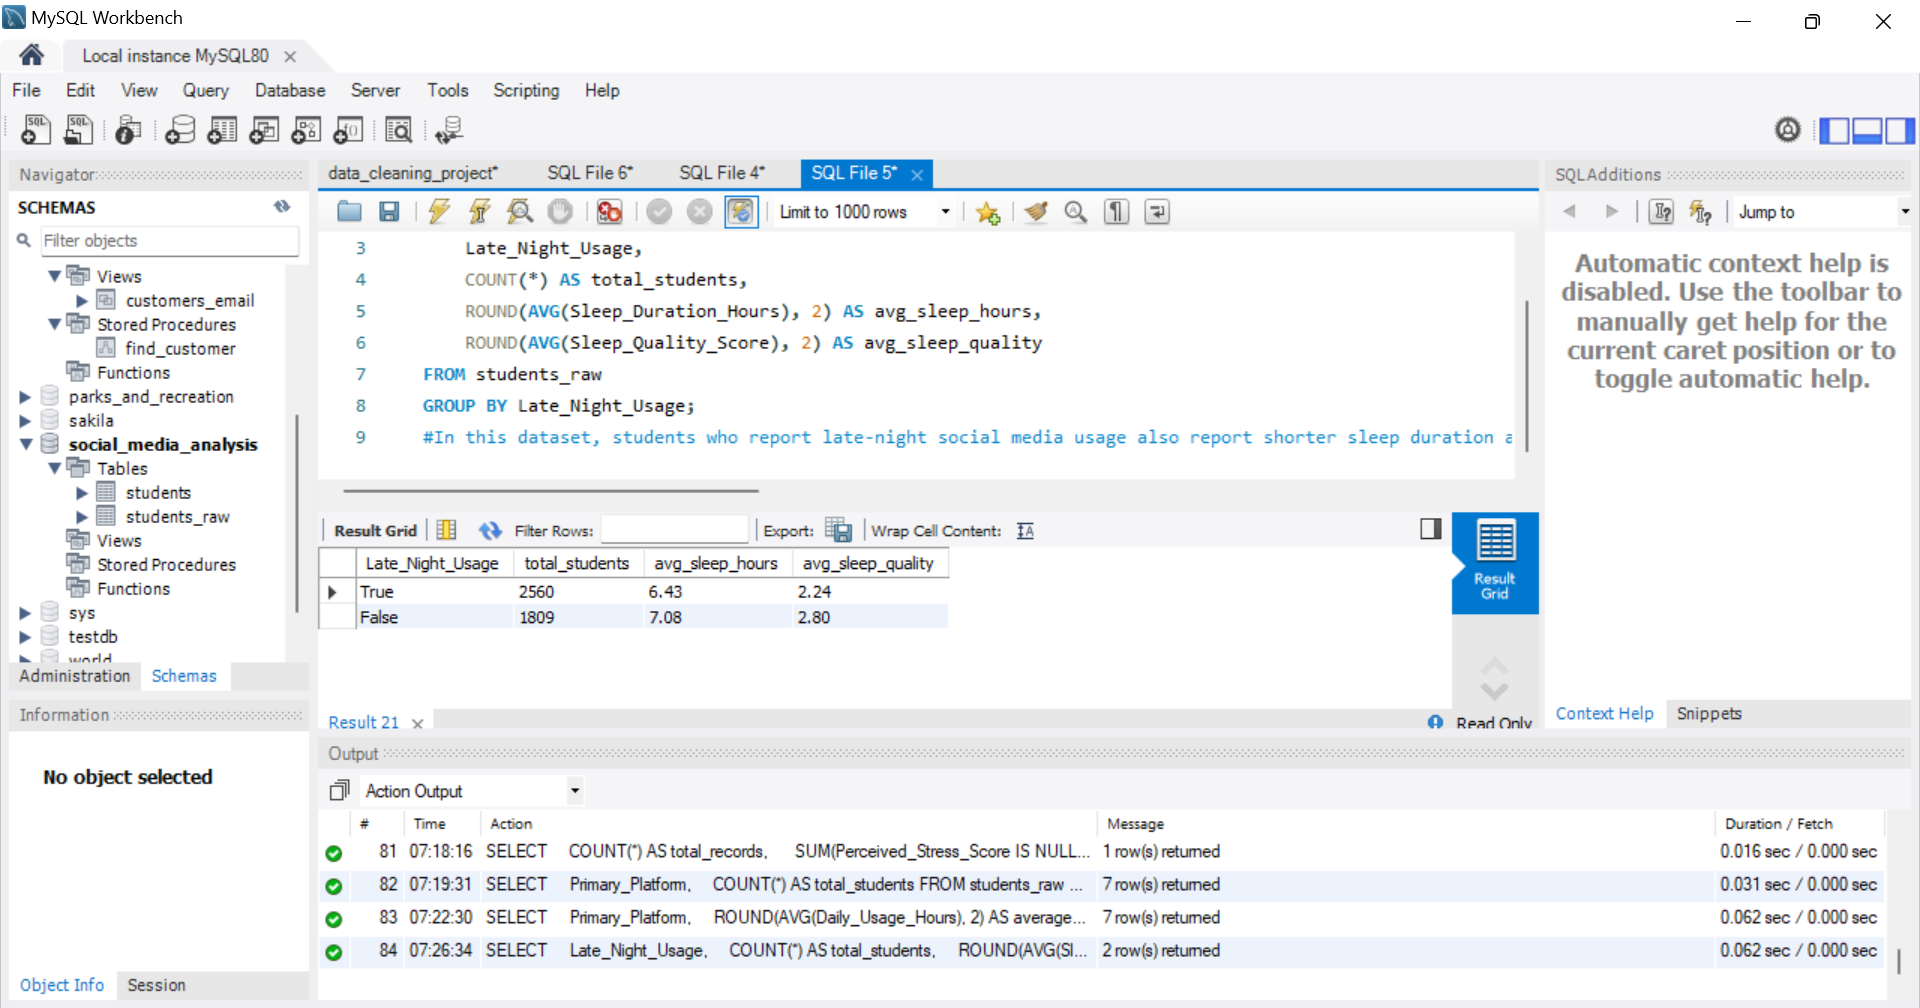 MySQL Workbench
Local instance MySQL80
File Edit View Query Database Server Tools Scripting Help
Navigator
SCHEMAS
Filter objects
Views
customers_email
Stored Procedures
find_customer
Functions
parks_and_recreation
sakila
social_media_analysis
Tables
students
students_raw
Views
Stored Procedures
Functions
sys
testdb
world
Administration Schemas
Information
No object selected
Object Info Session
data_cleaning_project* SQL File 6* SQL File 4* SQL File 5*
Limit to 1000 rows
3 Late_Night_Usage,
4 COUNT(*) AS total_students,
5 ROUND(AVG(Sleep_Duration_Hours), 2) AS avg_sleep_hours,
6 ROUND(AVG(Sleep_Quality_Score), 2) AS avg_sleep_quality
7 FROM students_raw
8 GROUP BY Late_Night_Usage;
9 #In this dataset, students who report late-night social media usage also report shorter sleep duration
Result Grid Filter Rows: Export: Wrap Cell Content:
Late_Night_Usage total_students avg_sleep_hours avg_sleep_quality
True 2560 6.43 2.24
False 1809 7.08 2.80
Result
Grid
Result 21
Read Only
SQLAdditions
Jump to
Automatic context help is
disabled. Use the toolbar to
manually get help for the
current caret position or to
toggle automatic help.
Context Help Snippets
Output
Action Output
# Time Action Message Duration / Fetch
81 07:18:16 SELECT COUNT(*) AS total_records, SUM(Perceived_Stress_Score IS NULL... 1 row(s) returned 0.016 sec / 0.000 sec
82 07:19:31 SELECT Primary_Platform, COUNT(*) AS total_students FROM students_raw ... 7 row(s) returned 0.031 sec / 0.000 sec
83 07:22:30 SELECT Primary_Platform, ROUND(AVG(Daily_Usage_Hours), 2) AS average... 7 row(s) returned 0.062 sec / 0.000 sec
84 07:26:34 SELECT Late_Night_Usage, COUNT(*) AS total_students, ROUND(AVG(Sl... 2 row(s) returned 0.062 sec / 0.000 sec